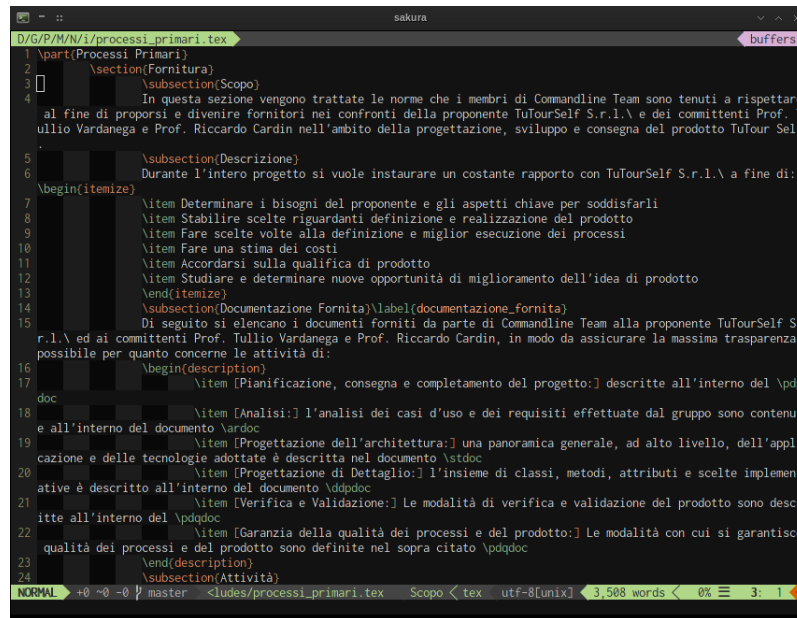 sakura
D/G/P/M/N/i/processi_primari.tex buffers
1 \part{Processi Primari}
2 \section{Fornitura}
3 \subsection{Scopo}
4 In questa sezione vengono trattate le norme che i membri di Commandline Team sono tenuti a rispettar
al fine di proporsi e divenire fornitori nei confronti della proponente TuTourSelf S.r.l.\ e dei committenti Prof.
ullio Vardanega e Prof. Riccardo Cardin nell'ambito della progettazione, sviluppo e consegna del prodotto TuTour Sel
.
5 \subsection{Descrizione}
6 Durante l'intero progetto si vuole instaurare un costante rapporto con TuTourSelf S.r.l.\ a fine di:
\begin{itemize}
7 \item Determinare i bisogni del proponente e gli aspetti chiave per soddisfarli
8 \item Stabilire scelte riguardanti definizione e realizzazione del prodotto
9 \item Fare scelte volte alla definizione e miglior esecuzione dei processi
10 \item Fare una stima dei costi
11 \item Accordarsi sulla qualifica di prodotto
12 \item Studiare e determinare nuove opportunità di miglioramento dell'idea di prodotto
13 \end{itemize}
14 \subsection{Documentazione Fornita}\label{documentazione_fornita}
15 Di seguito si elencano i documenti forniti da parte di Commandline Team alla proponente TuTourSelf S
r.l.\ ed ai committenti Prof. Tullio Vardanega e Prof. Riccardo Cardin, in modo da assicurare la massima trasparenza
possibile per quanto concerne le attività di:
16 \begin{description}
17 \item [Pianificazione, consegna e completamento del progetto:] descritte all'interno del \pd
doc
18 \item [Analisi:] l'analisi dei casi d'uso e dei requisiti effettuate dal gruppo sono contenu
e all'interno del documento \ardoc
19 \item [Progettazione dell'architettura:] una panoramica generale, ad alto livello, dell'appl
cazione e delle tecnologie adottate è descritta nel documento \stdoc
20 \item [Progettazione di Dettaglio:] l'insieme di classi, metodi, attributi e scelte implemen
ative è descritto all'interno del documento \ddpdoc
21 \item [Verifica e Validazione:] Le modalità di verifica e validazione del prodotto sono desc
itte all'interno del \pdqdoc
22 \item [Garanzia della qualità dei processi e del prodotto:] Le modalità con cui si garantisc
qualità dei processi e del prodotto sono definite nel sopra citato \pdqdoc
23 \end{description}
24 \subsection{Attività}
NORMAL +0 ~0 -0 master <ludes/processi_primari.tex Scopo < tex utf-8[unix] 3,508 words < 0% ☰ 3: 1